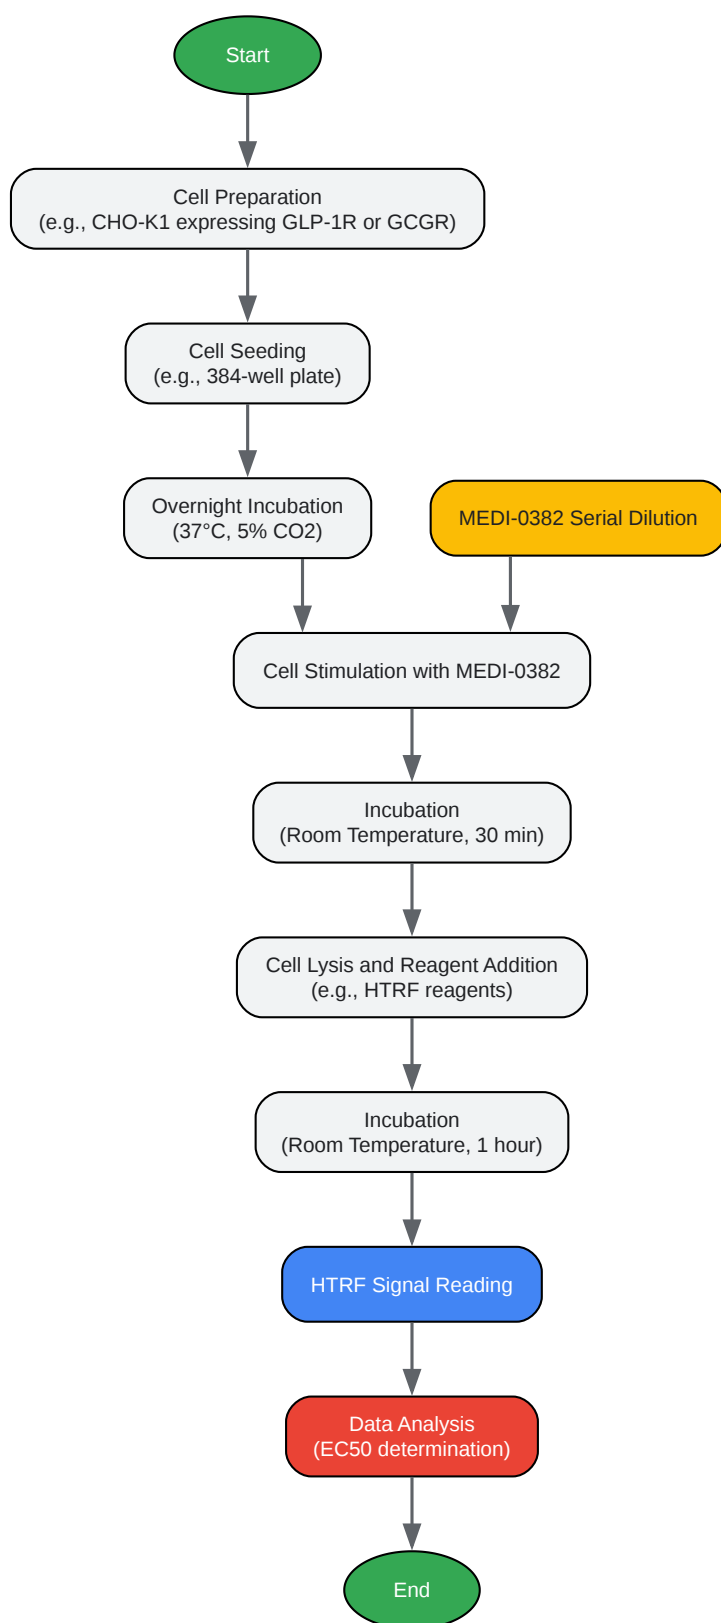 Start
Cell Preparation
(e.g., CHO-K1 expressing GLP-1R or GCGR)
Cell Seeding
(e.g., 384-well plate)
Overnight Incubation
(37°C, 5% CO2)
MEDI-0382 Serial Dilution
Cell Stimulation with MEDI-0382
Incubation
(Room Temperature, 30 min)
Cell Lysis and Reagent Addition
(e.g., HTRF reagents)
Incubation
(Room Temperature, 1 hour)
HTRF Signal Reading
Data Analysis
(EC50 determination)
End